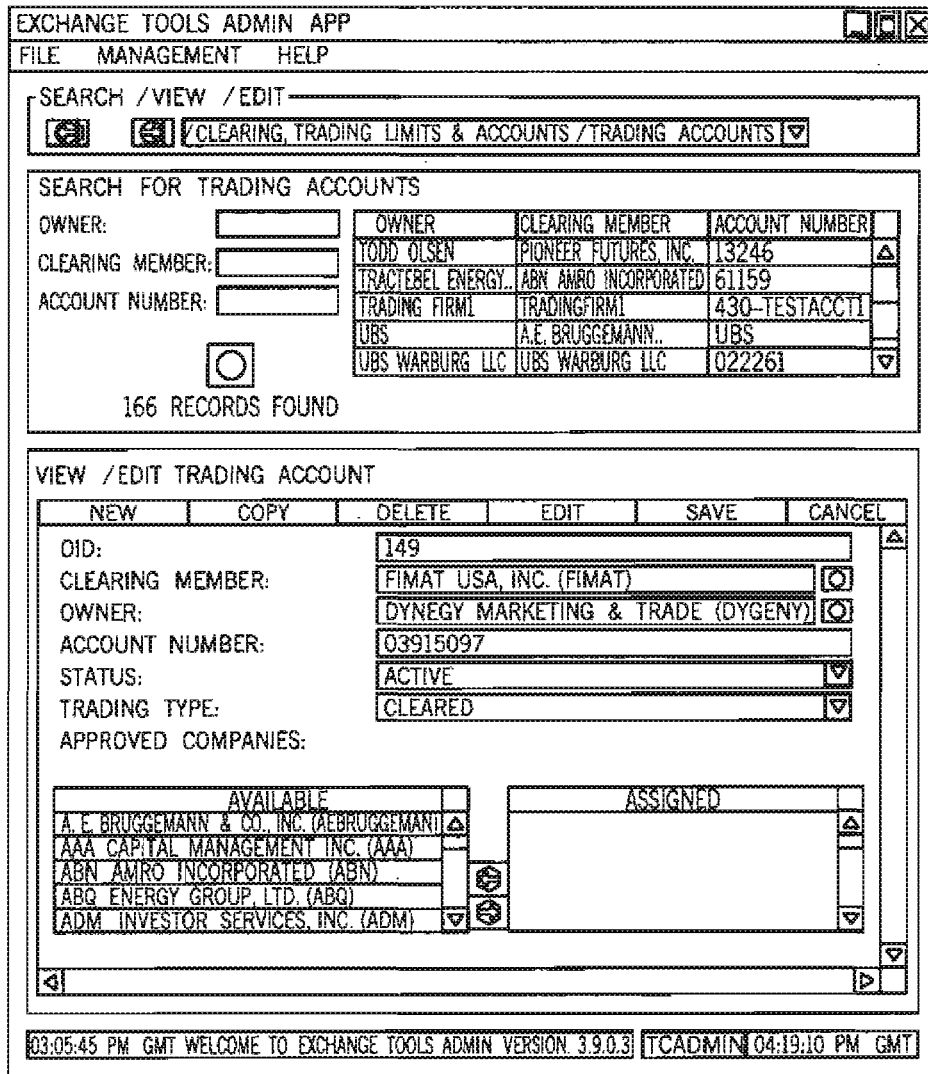 EXCHANGE TOOLS ADMIN APP
FILE MANAGEMENT HELP
SEARCH / VIEW / EDIT
/ CLEARING, TRADING LIMITS & ACCOUNTS / TRADING ACCOUNTS
SEARCH FOR TRADING ACCOUNTS
OWNER:
CLEARING MEMBER:
ACCOUNT NUMBER:
166 RECORDS FOUND
OWNER CLEARING MEMBER ACCOUNT NUMBER
TODD OLSEN PIONEER FUTURES, INC. 13246
TRACTEBEL ENERGY.. ABN AMRO INCORPORATED 61159
TRADING FIRM1 TRADINGFIRM1 430-TESTACCT1
UBS A.E. BRUGGEMANN.. UBS
UBS WARBURG LLC UBS WARBURG LLC 022261
VIEW / EDIT TRADING ACCOUNT
NEW COPY DELETE EDIT SAVE CANCEL
OID: 149
CLEARING MEMBER: FIMAT USA, INC. (FIMAT)
OWNER: DYNEGY MARKETING & TRADE (DYGENY)
ACCOUNT NUMBER: 03915097
STATUS: ACTIVE
TRADING TYPE: CLEARED
APPROVED COMPANIES:
AVAILABLE ASSIGNED
A. E. BRUGGEMANN & CO., INC. (AEBRUGGEMAN)
AAA CAPITAL MANAGEMENT INC. (AAA)
ABN AMRO INCORPORATED (ABN)
ABQ ENERGY GROUP, LTD. (ABQ)
ADM INVESTOR SERVICES, INC. (ADM)
03:05:45 PM GMT WELCOME TO EXCHANGE TOOLS ADMIN VERSION 3.9.0.3 TCADMIN 04:19:10 PM GMT